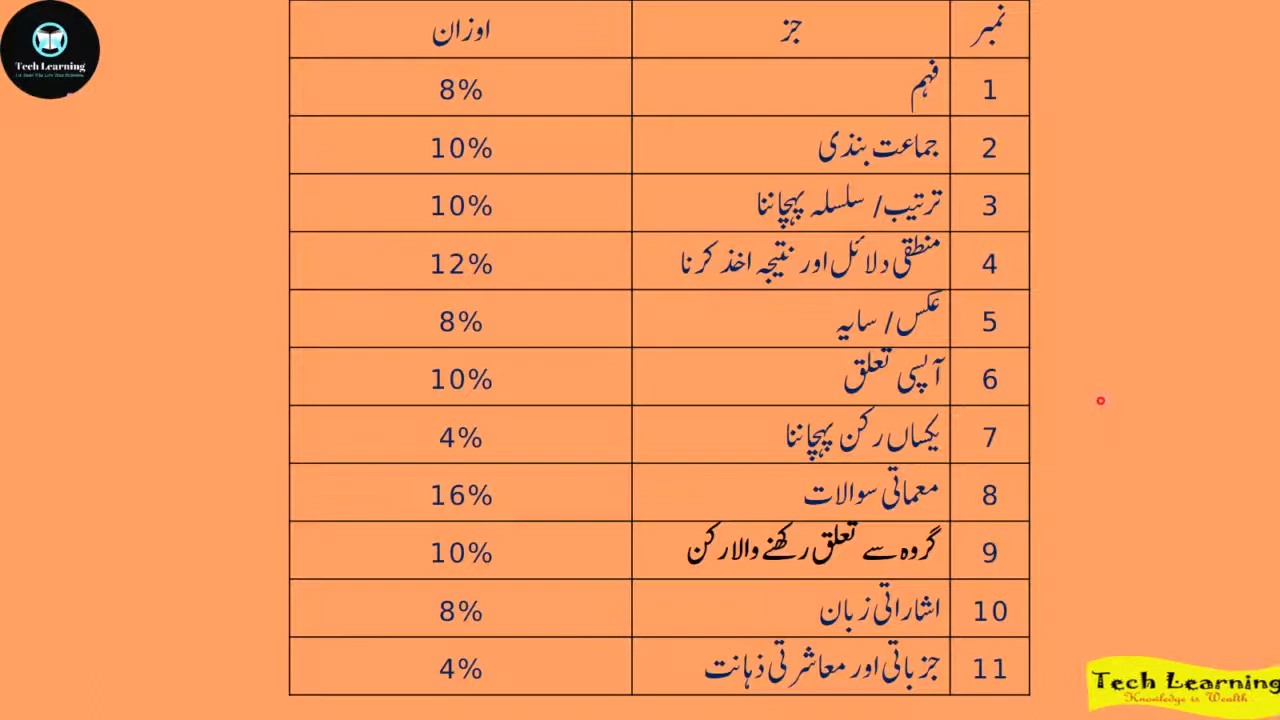 Tech Learning
نمبر جز اوزان
1 فہم 8%
2 جماعت بندی 10%
3 ترتیب/ سلسلہ پہچاننا 10%
4 منطقی دلائل اور نتیجہ اخذ کرنا 12%
5 عکس/ سایہ 8%
6 آپسی تعلق 10%
7 یکساں رکن پہچاننا 4%
8 معماتی سوالات 16%
9 گروہ سے تعلق رکھنے والا رکن 10%
10 اشاراتی زبان 8%
11 جزباتی اور معاشرتی ذہانت 4%
Tech Learning
Knowledge is Wealth